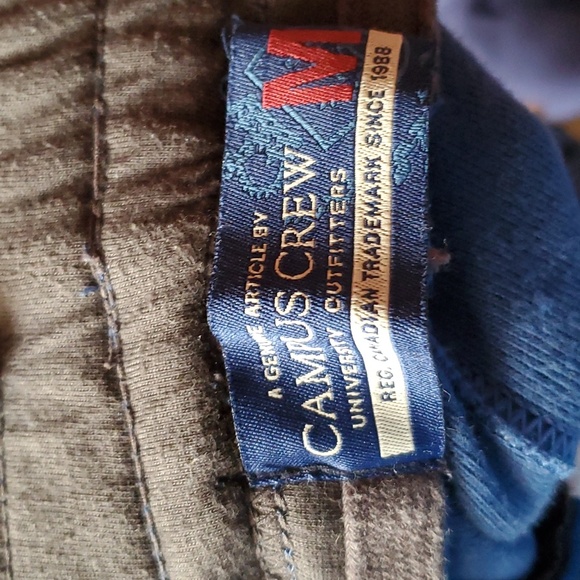 M
A GENUINE ARTICLE BY
CAMPUS CREW
UNIVERSITY OUTFITTERS
REG. CANADIAN TRADEMARK SINCE 1988